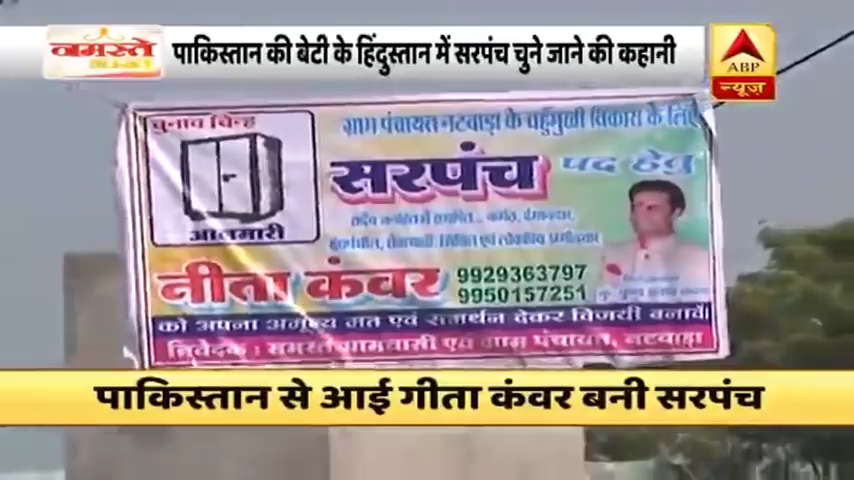 नमस्ते
पाकिस्तान की बेटी के हिंदुस्तान में सरपंच चुने जाने की कहानी
ABP
न्यूज़
चुनाव चिन्ह
आलमारी
ग्राम पंचायत नटवाड़ा के चहुँमुखी विकास के लिए
सरपंच पद हेतु
नीता कंवर
9929363797
9950157251
को अपना अमूल्य मत एवं समर्थन देकर विजयी बनावें।
निवेदक : समस्त ग्रामवासी एवं ग्राम पंचायत, नटवाड़ा
पाकिस्तान से आई गीता कंवर बनी सरपंच